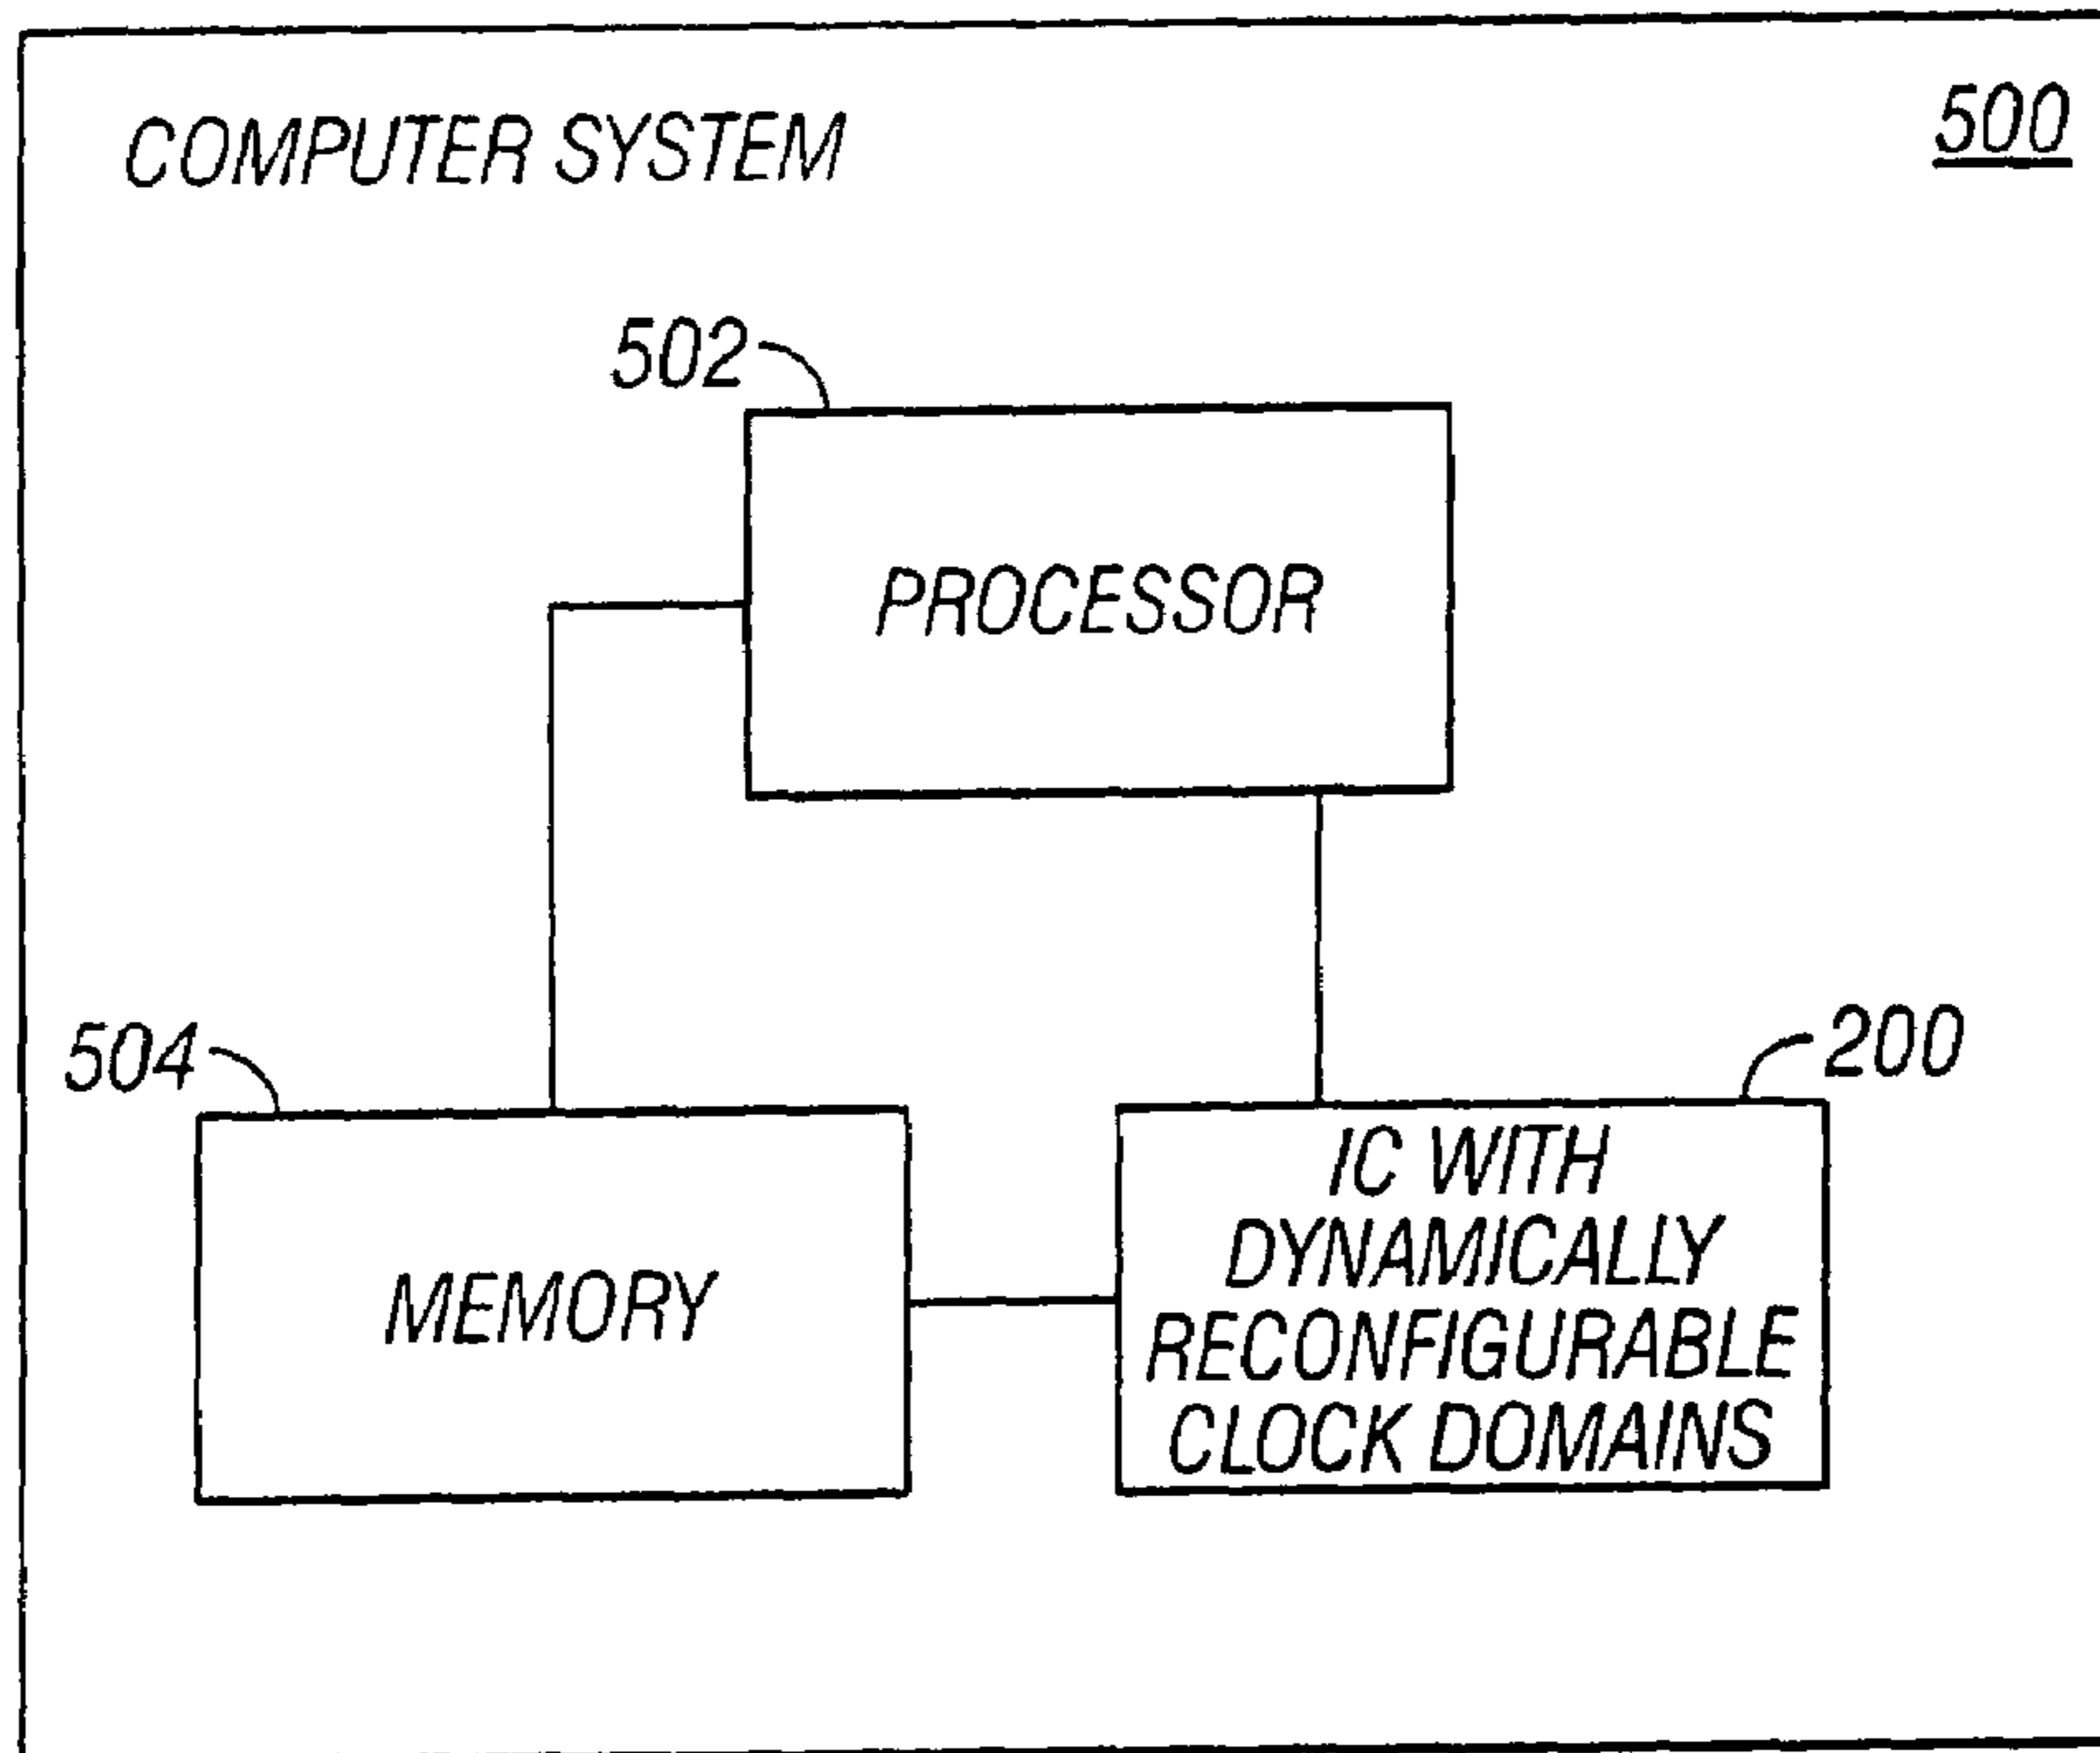 COMPUTER SYSTEM
500
502
PROCESSOR
504
MEMORY
200
IC WITH
DYNAMICALLY
RECONFIGURABLE
CLOCK DOMAINS